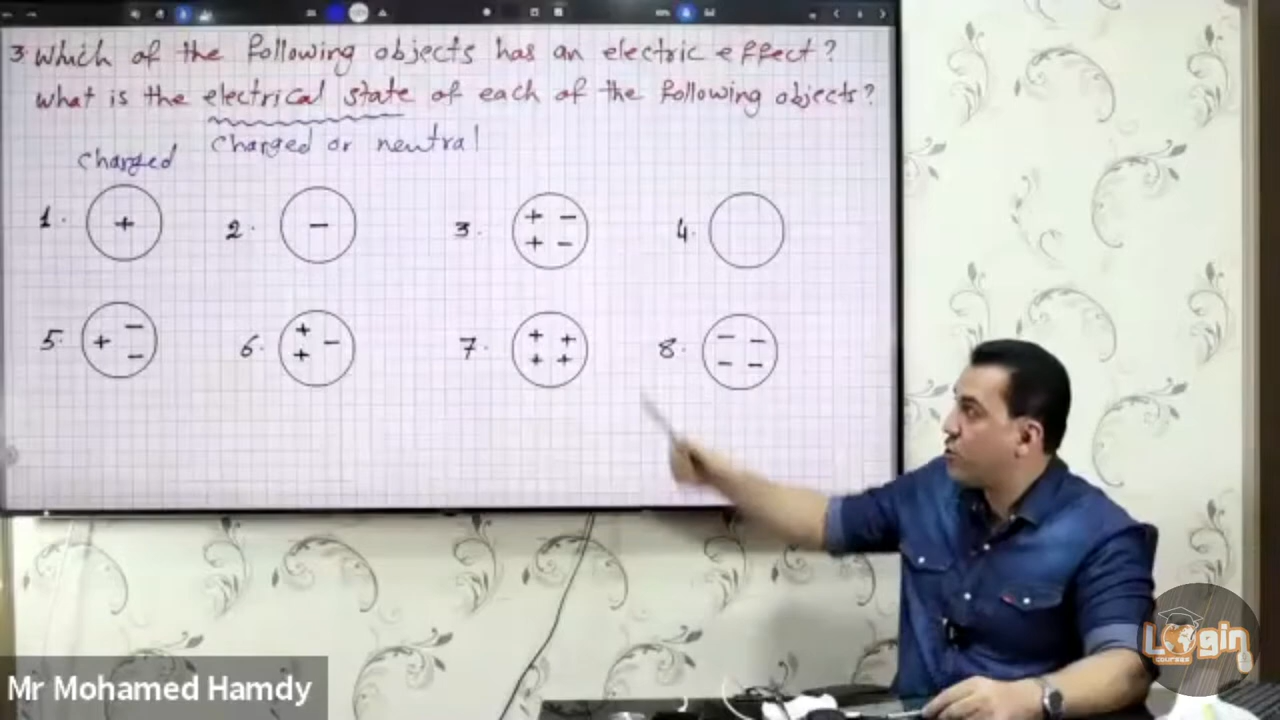 3. Which of the following objects has an electric effect?
What is the electrical state of each of the following objects?
Charged or neutral
Charged
1. + 2. - 3. + - + - 4.
5. + - - 6. + + - 7. + + + + 8. - - - -
Mr Mohamed Hamdy
Login
COURSES